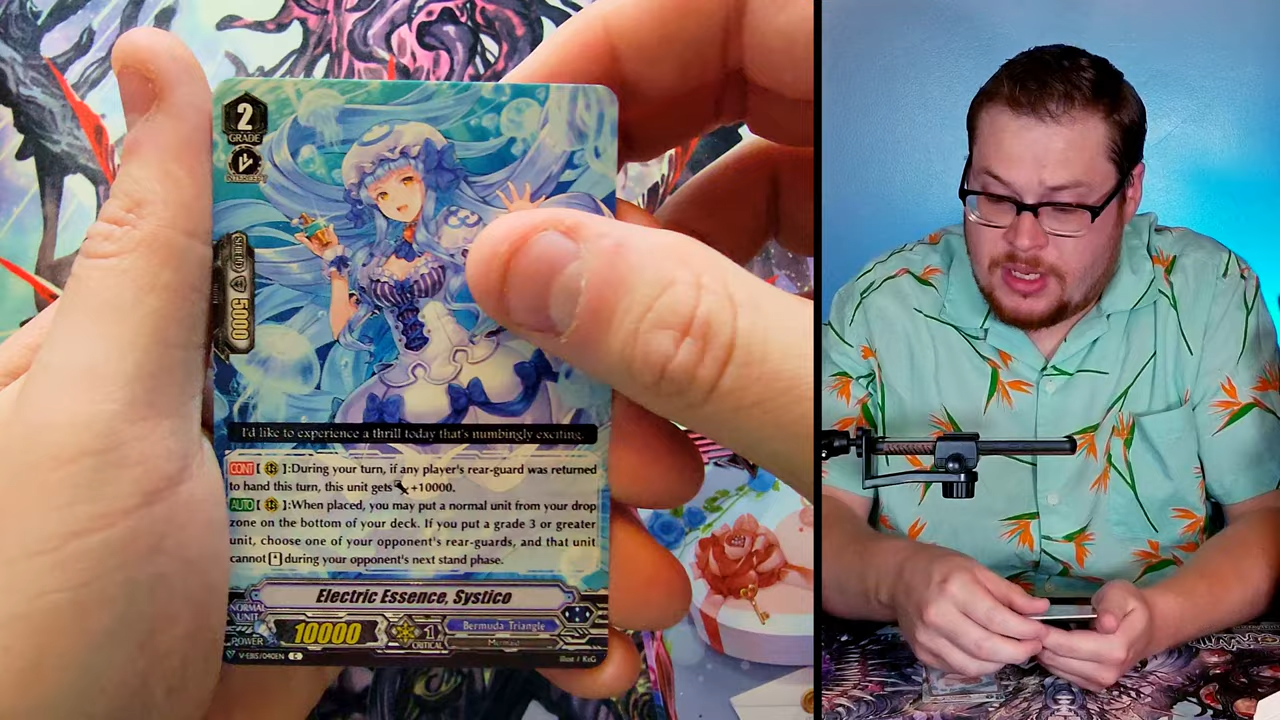 2
GRADE
INTERCEPT
SHIELD
5000
I'd like to experience a thrill today that's numbingly exciting.
CONT [ ]:During your turn, if any player's rear-guard was returned
to hand this turn, this unit gets +10000.
AUTO [ ]:When placed, you may put a normal unit from your drop
zone on the bottom of your deck. If you put a grade 3 or greater
unit, choose one of your opponent's rear-guards, and that unit
cannot [ ] during your opponent's next stand phase.
Electric Essence, Systico
NORMAL
UNIT
POWER
10000
1
CRITICAL
Bermuda Triangle
Mermaid
V-EB15/040EN C
Illust / KsG